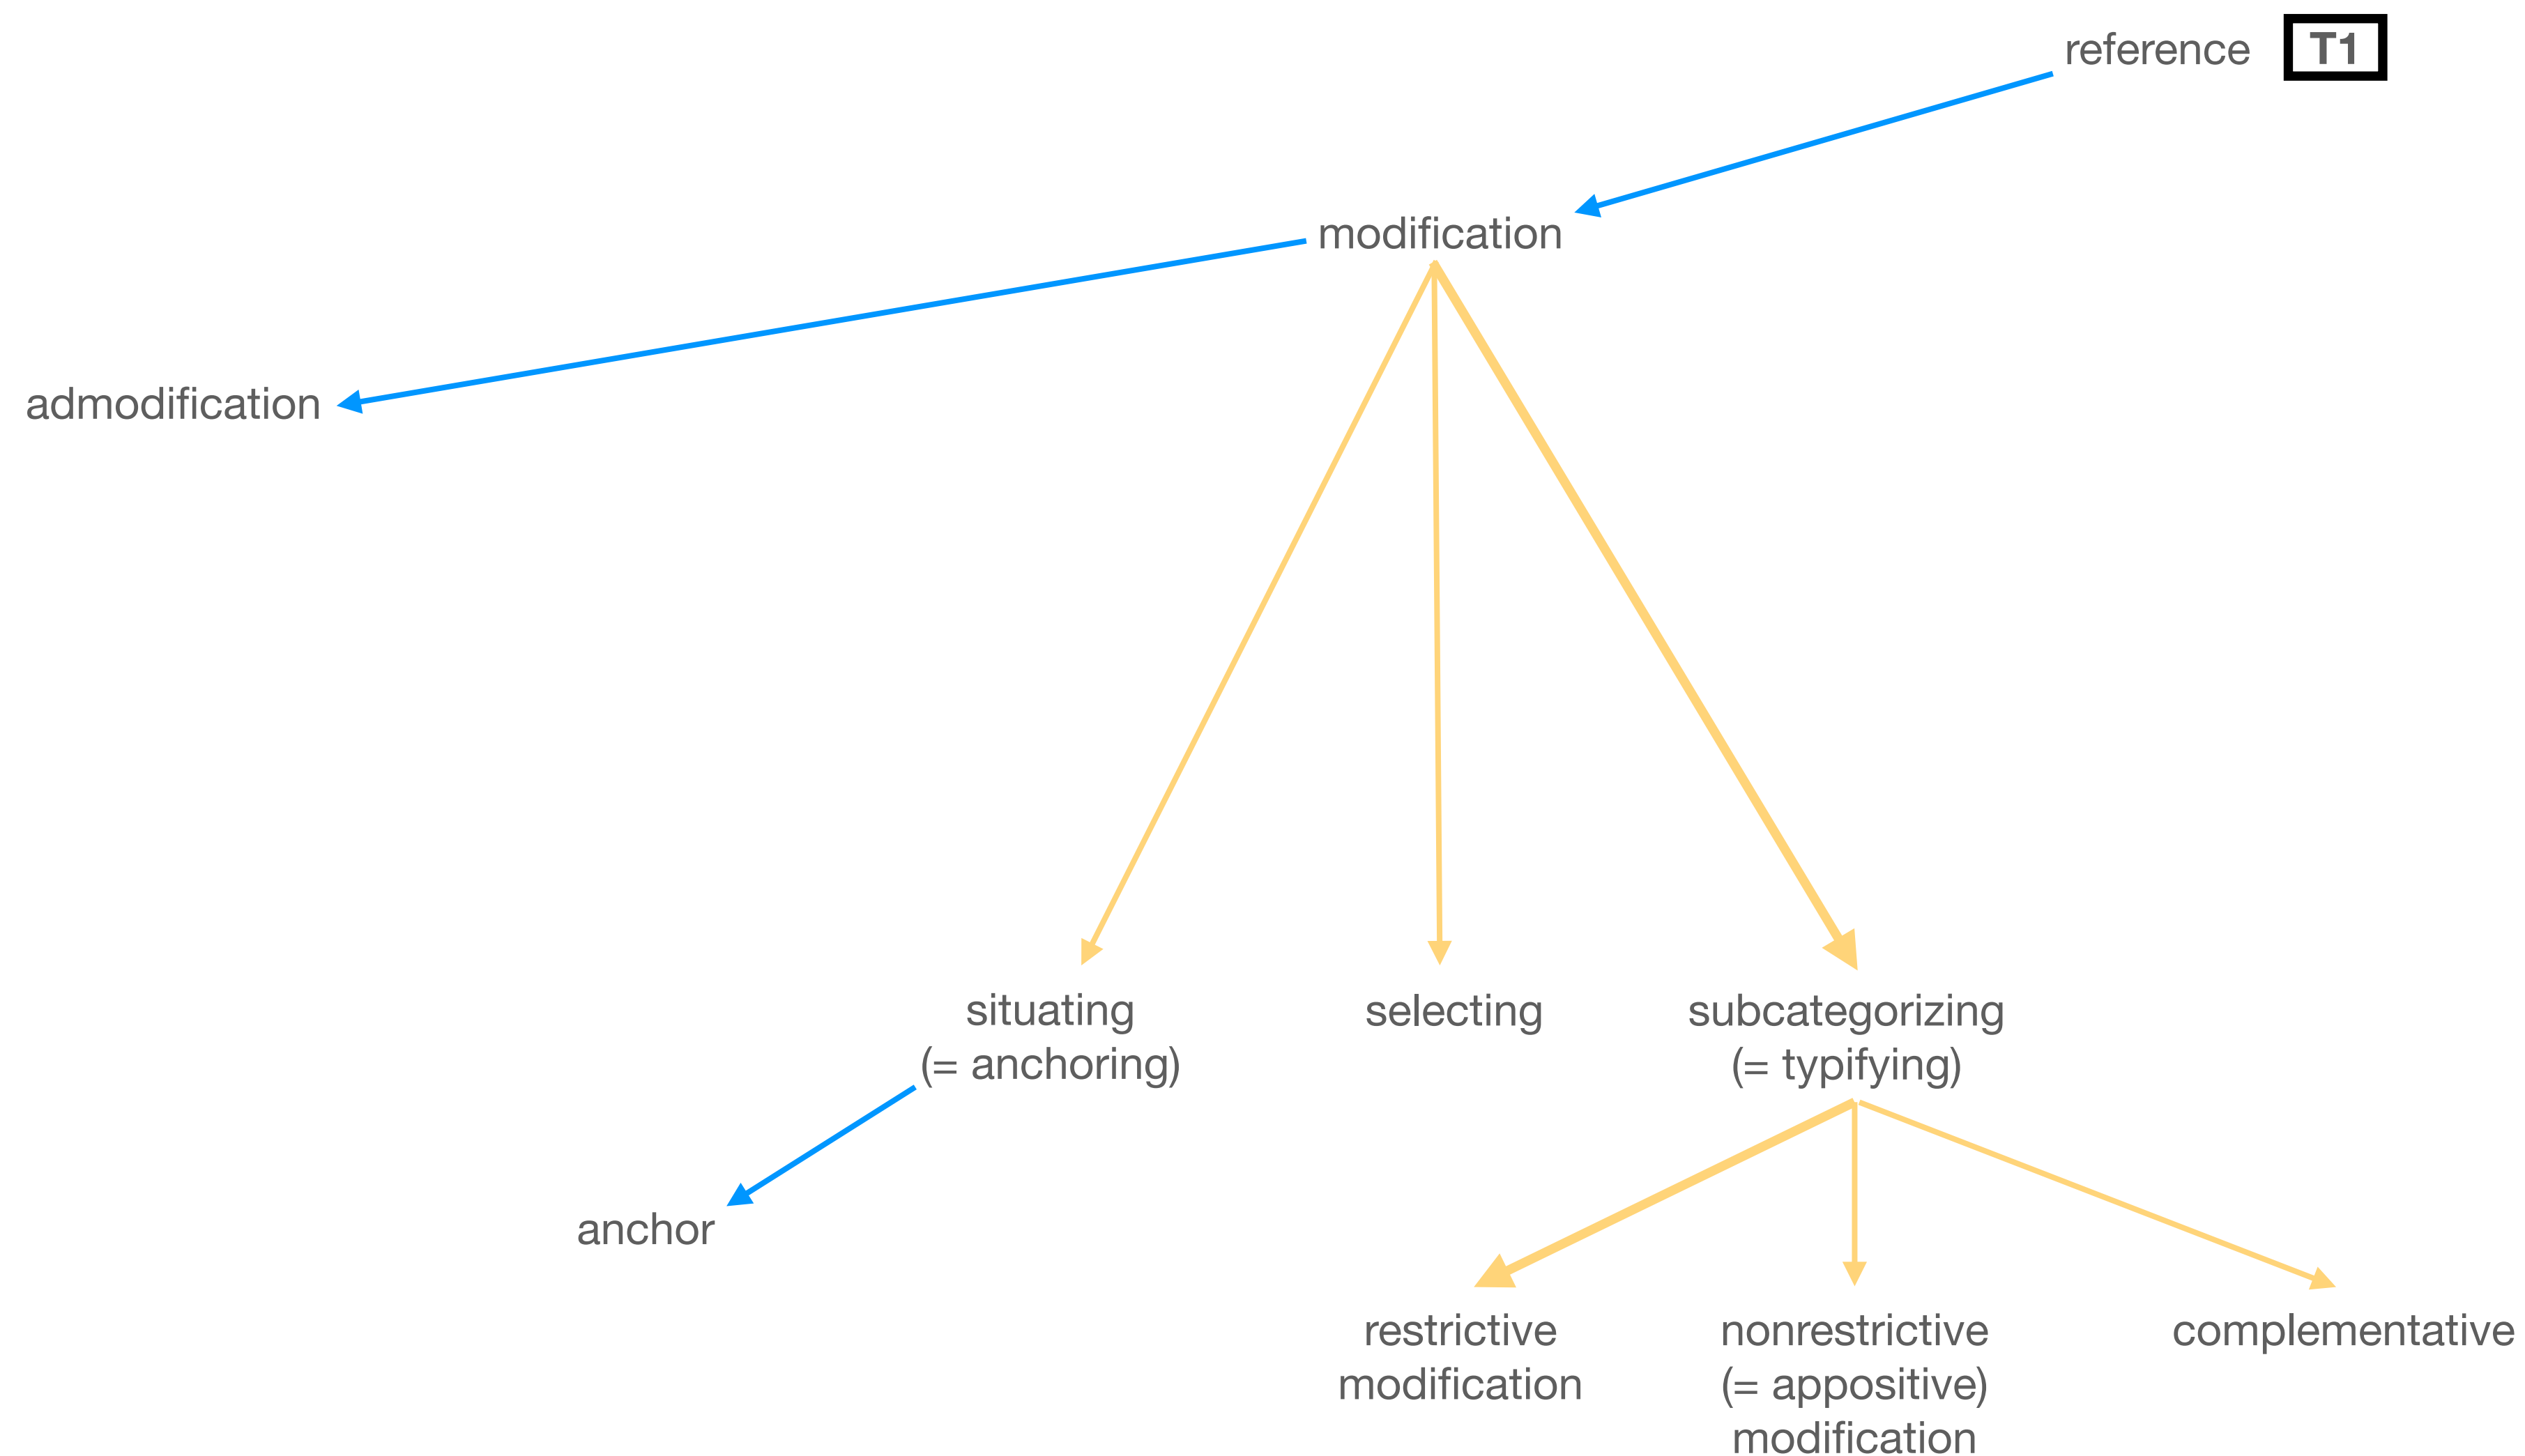 reference T1
modification
admodification
situating
(= anchoring)
selecting
subcategorizing
(= typifying)
anchor
restrictive
modification
nonrestrictive
(= appositive)
modification
complementative